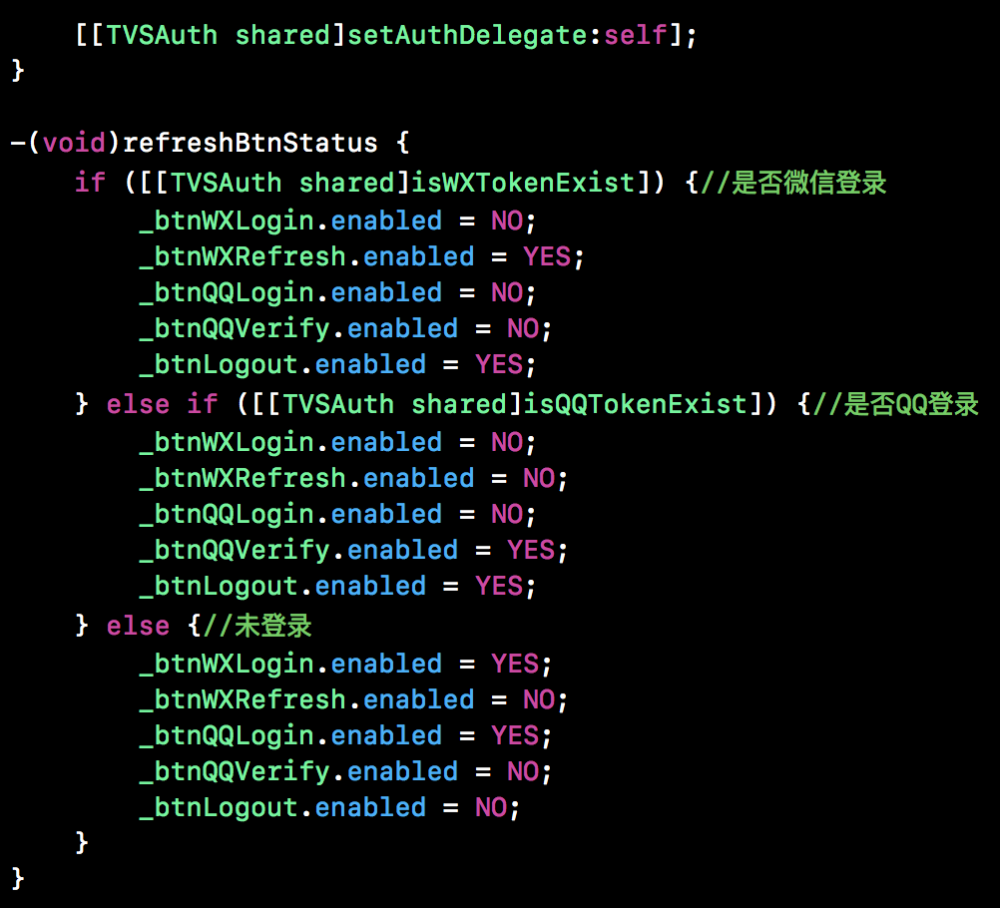 [[TVSAuth shared]setAuthDelegate:self];
}

-(void)refreshBtnStatus {
    if ([[TVSAuth shared]isWXTokenExist]) {//是否微信登录
        _btnWXLogin.enabled = NO;
        _btnWXRefresh.enabled = YES;
        _btnQQLogin.enabled = NO;
        _btnQQVerify.enabled = NO;
        _btnLogout.enabled = YES;
    } else if ([[TVSAuth shared]isQQTokenExist]) {//是否QQ登录
        _btnWXLogin.enabled = NO;
        _btnWXRefresh.enabled = NO;
        _btnQQLogin.enabled = NO;
        _btnQQVerify.enabled = YES;
        _btnLogout.enabled = YES;
    } else {//未登录
        _btnWXLogin.enabled = YES;
        _btnWXRefresh.enabled = NO;
        _btnQQLogin.enabled = YES;
        _btnQQVerify.enabled = NO;
        _btnLogout.enabled = NO;
    }
}